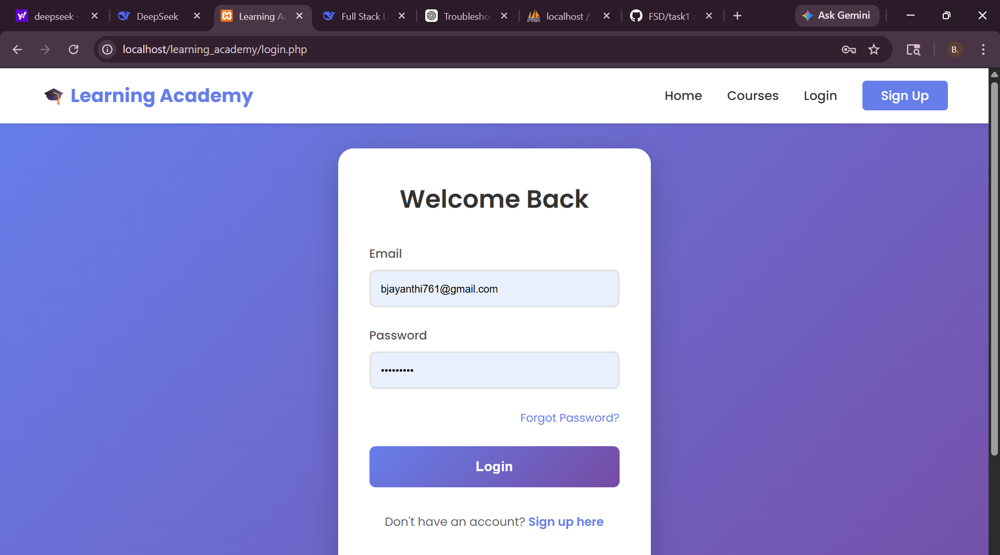 deepseek -
DeepSeek
Learning A
Full Stack L
Troublesho
localhost /
FSD/task1
Ask Gemini
localhost/learning_academy/login.php
B.
Learning Academy
Home
Courses
Login
Sign Up
Welcome Back
Email
bjayanthi761@gmail.com
Password
•••••••••
Forgot Password?
Login
Don't have an account? Sign up here